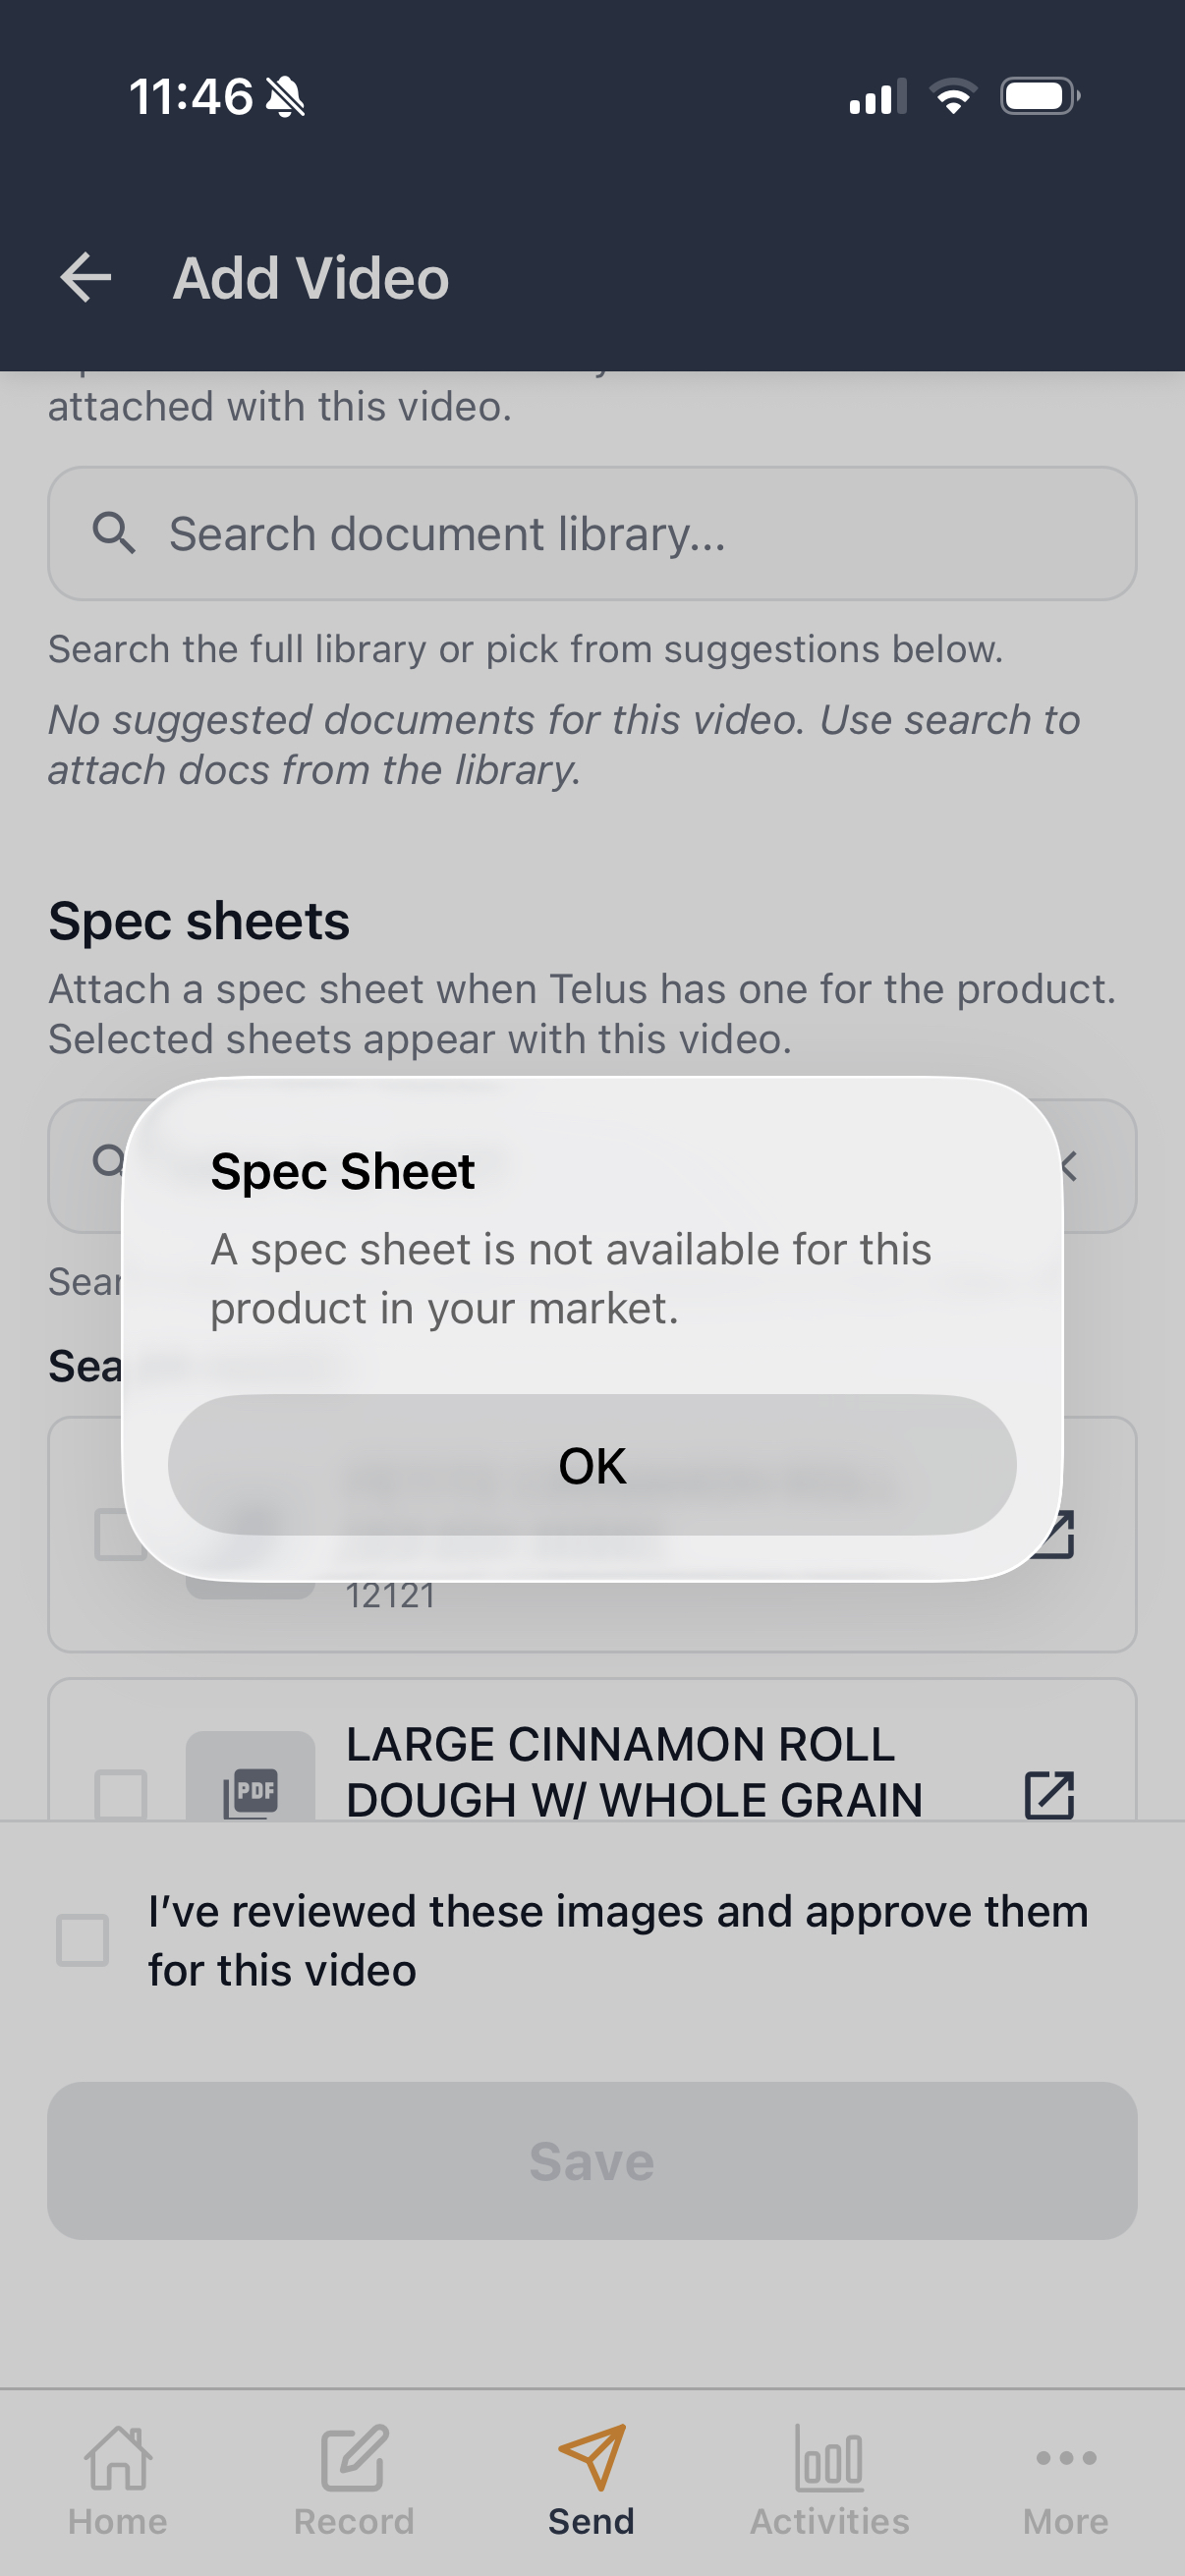 11:46
Add Video
attached with this video.
Search document library...
Search the full library or pick from suggestions below.
No suggested documents for this video. Use search to
attach docs from the library.
Spec sheets
Attach a spec sheet when Telus has one for the product.
Selected sheets appear with this video.
Spec Sheet
A spec sheet is not available for this
product in your market.
OK
12121
PDF
LARGE CINNAMON ROLL
DOUGH W/ WHOLE GRAIN
I’ve reviewed these images and approve them
for this video
Save
Home
Record
Send
Activities
More